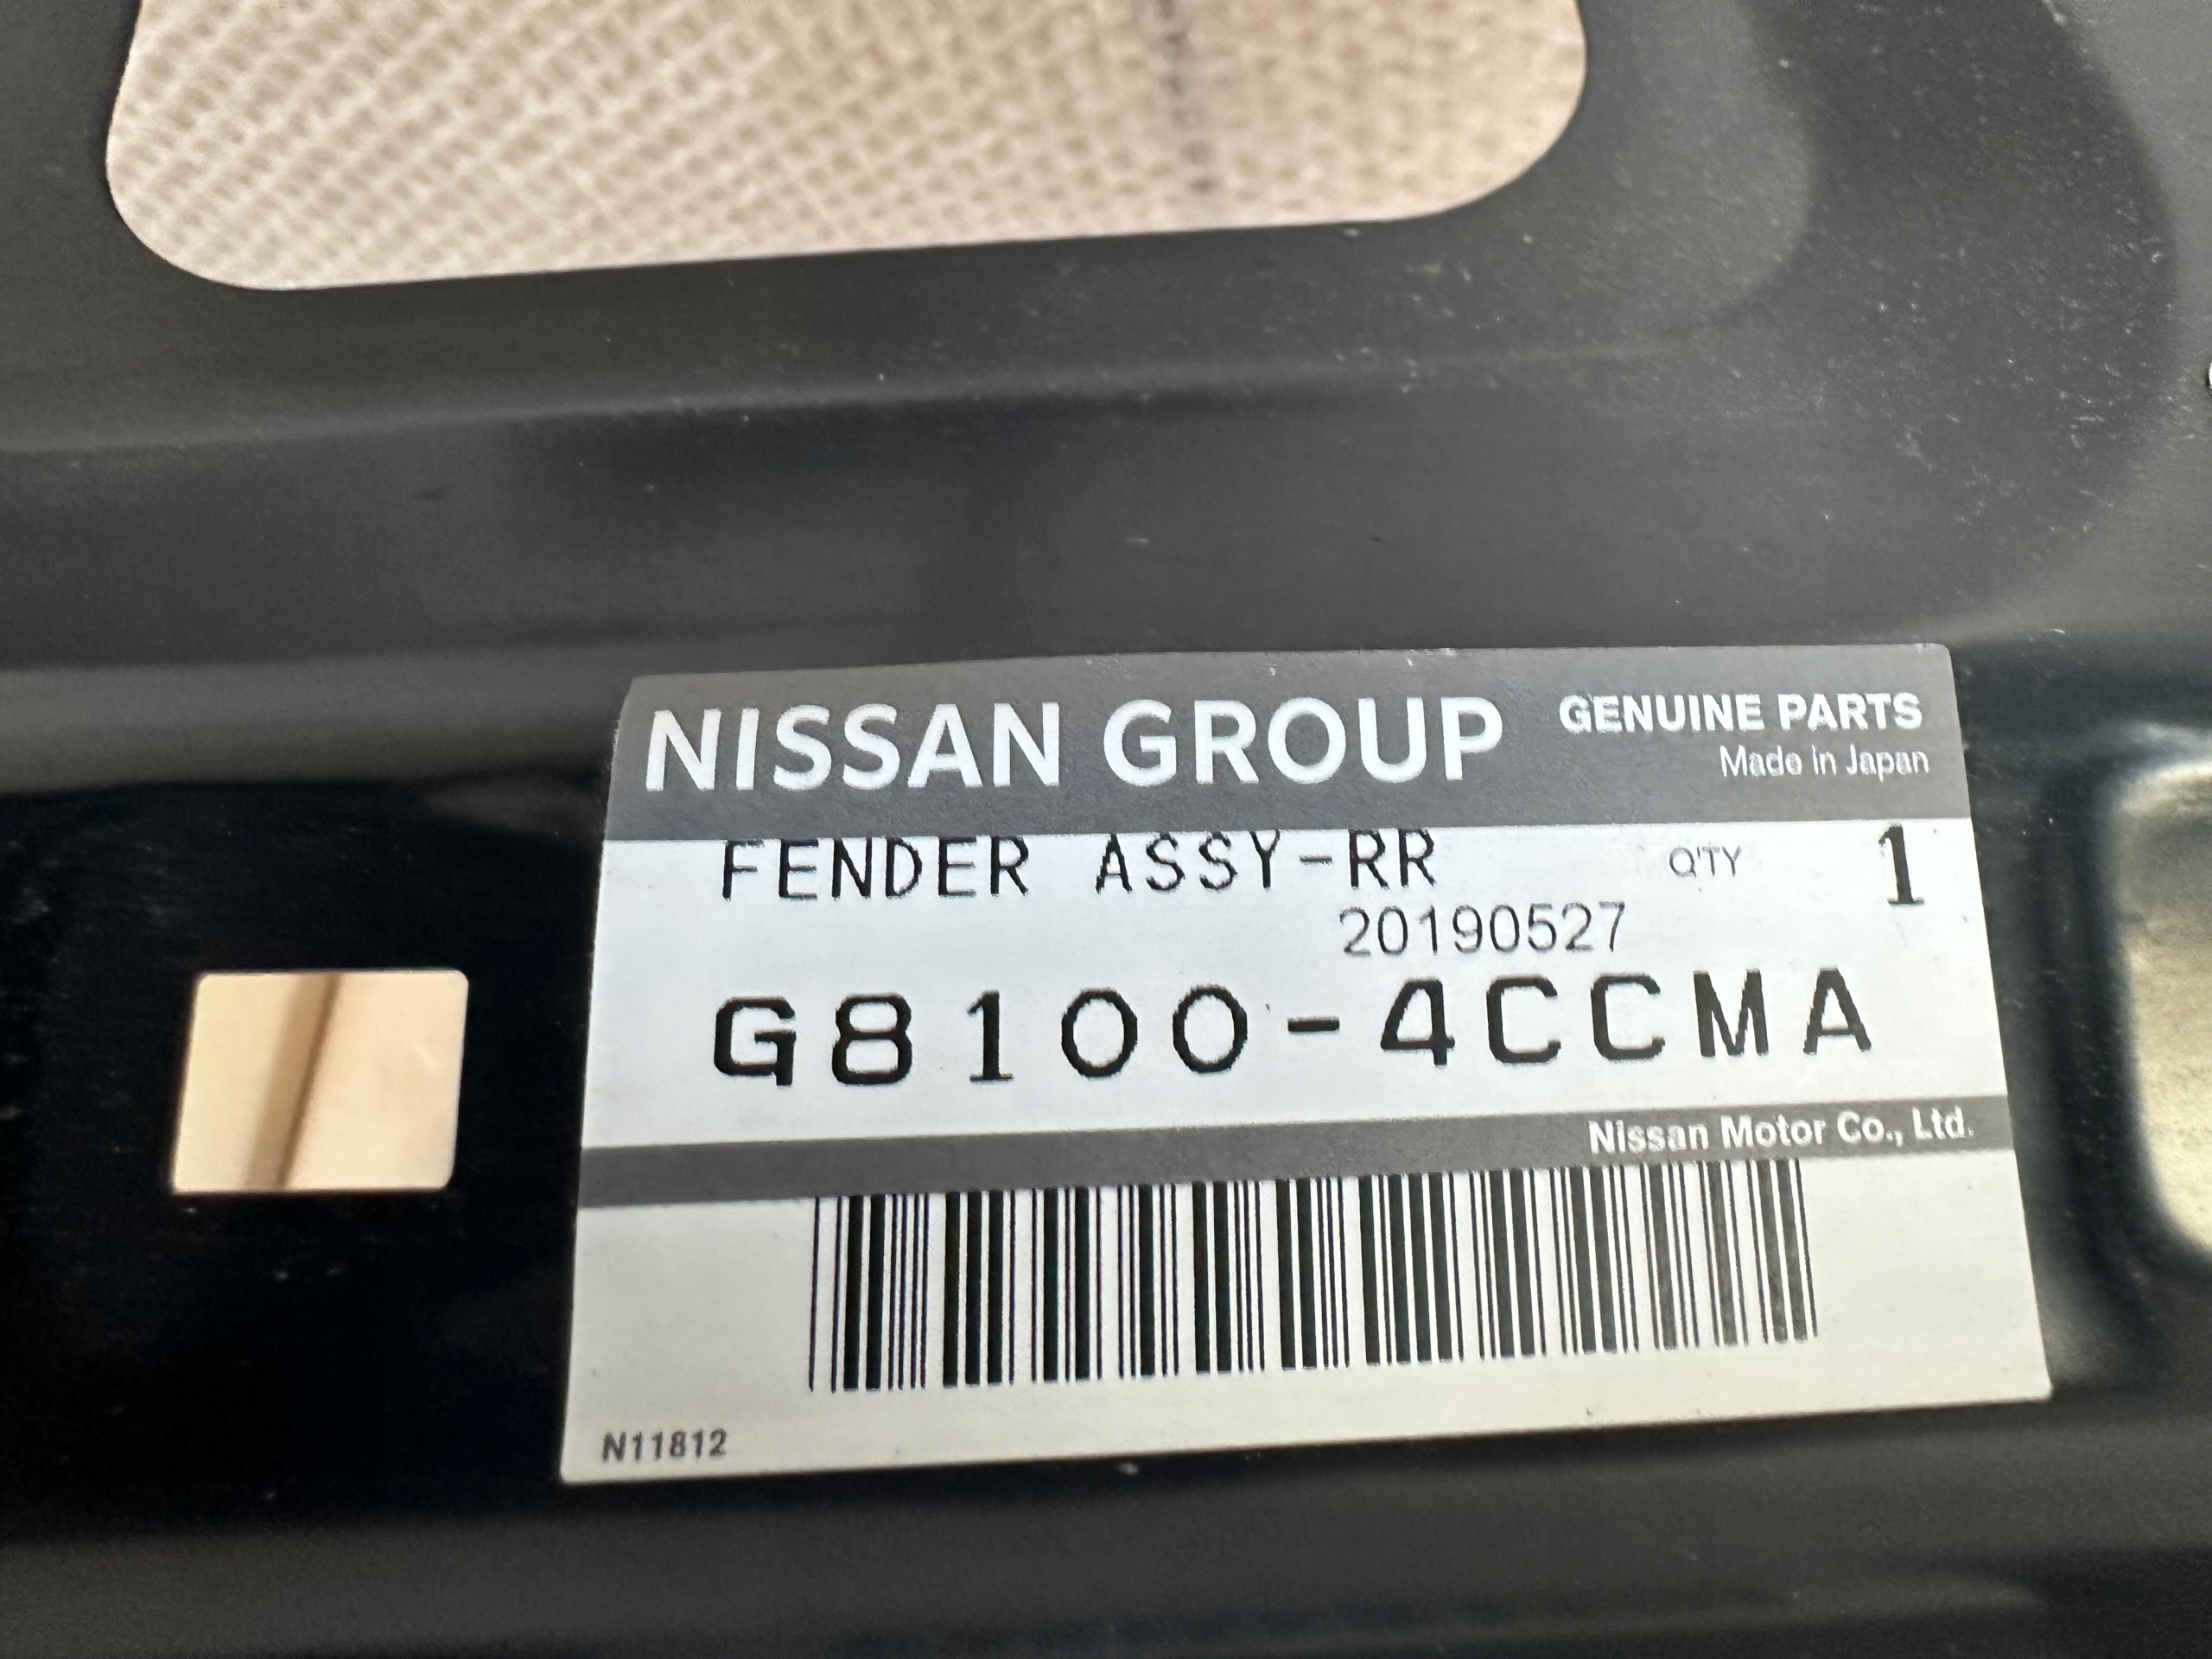 NISSAN GROUP GENUINE PARTS
Made in Japan
FENDER ASSY-RR Q'TY 1
20190527
G8100-4CCMA
Nissan Motor Co., Ltd.
N11812